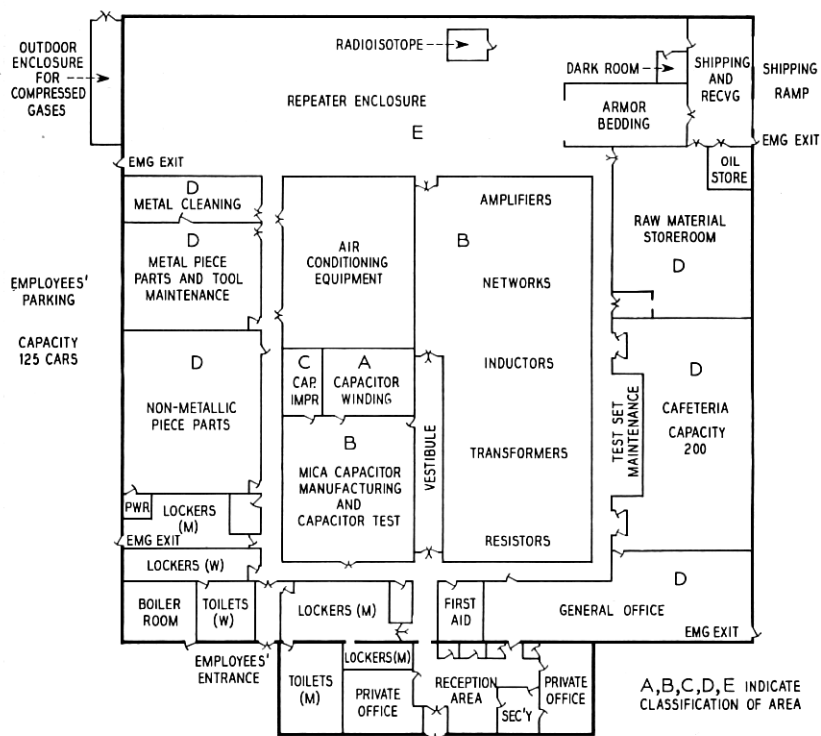 OUTDOOR
ENCLOSURE
FOR
COMPRESSED
GASES
RADIOISOTOPE
DARK ROOM
SHIPPING
AND
RECVG
SHIPPING
RAMP
REPEATER ENCLOSURE
ARMOR
BEDDING
E
EMG EXIT
EMG EXIT
OIL
STORE
D
METAL CLEANING
AMPLIFIERS
D
METAL PIECE
PARTS AND TOOL
MAINTENANCE
AIR
CONDITIONING
EQUIPMENT
B
RAW MATERIAL
STOREROOM
D
NETWORKS
EMPLOYEES'
PARKING
CAPACITY
125 CARS
D
NON-METALLIC
PIECE PARTS
C
CAP.
IMPR
A
CAPACITOR
WINDING
INDUCTORS
D
CAFETERIA
CAPACITY
200
TEST SET
MAINTENANCE
VESTIBULE
B
MICA CAPACITOR
MANUFACTURING
AND
CAPACITOR TEST
TRANSFORMERS
PWR
LOCKERS
(M)
EMG EXIT
RESISTORS
LOCKERS (W)
BOILER
ROOM
TOILETS
(W)
LOCKERS (M)
FIRST
AID
D
GENERAL OFFICE
EMG EXIT
EMPLOYEES'
ENTRANCE
TOILETS
(M)
LOCKERS(M)
PRIVATE
OFFICE
RECEPTION
AREA
SEC'Y
PRIVATE
OFFICE
A,B,C,D,E INDICATE
CLASSIFICATION OF AREA